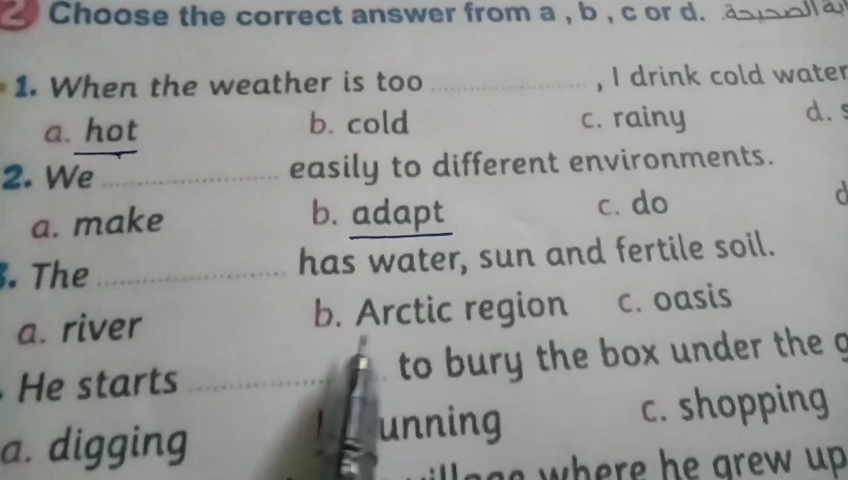 2 Choose the correct answer from a , b , c or d.
1. When the weather is too .................... , I drink cold water
a. hot b. cold c. rainy d.
2. We .................... easily to different environments.
a. make b. adapt c. do d
. The .................... has water, sun and fertile soil.
a. river b. Arctic region c. oasis
He starts .................... to bury the box under the
a. digging unning c. shopping
where he grew up